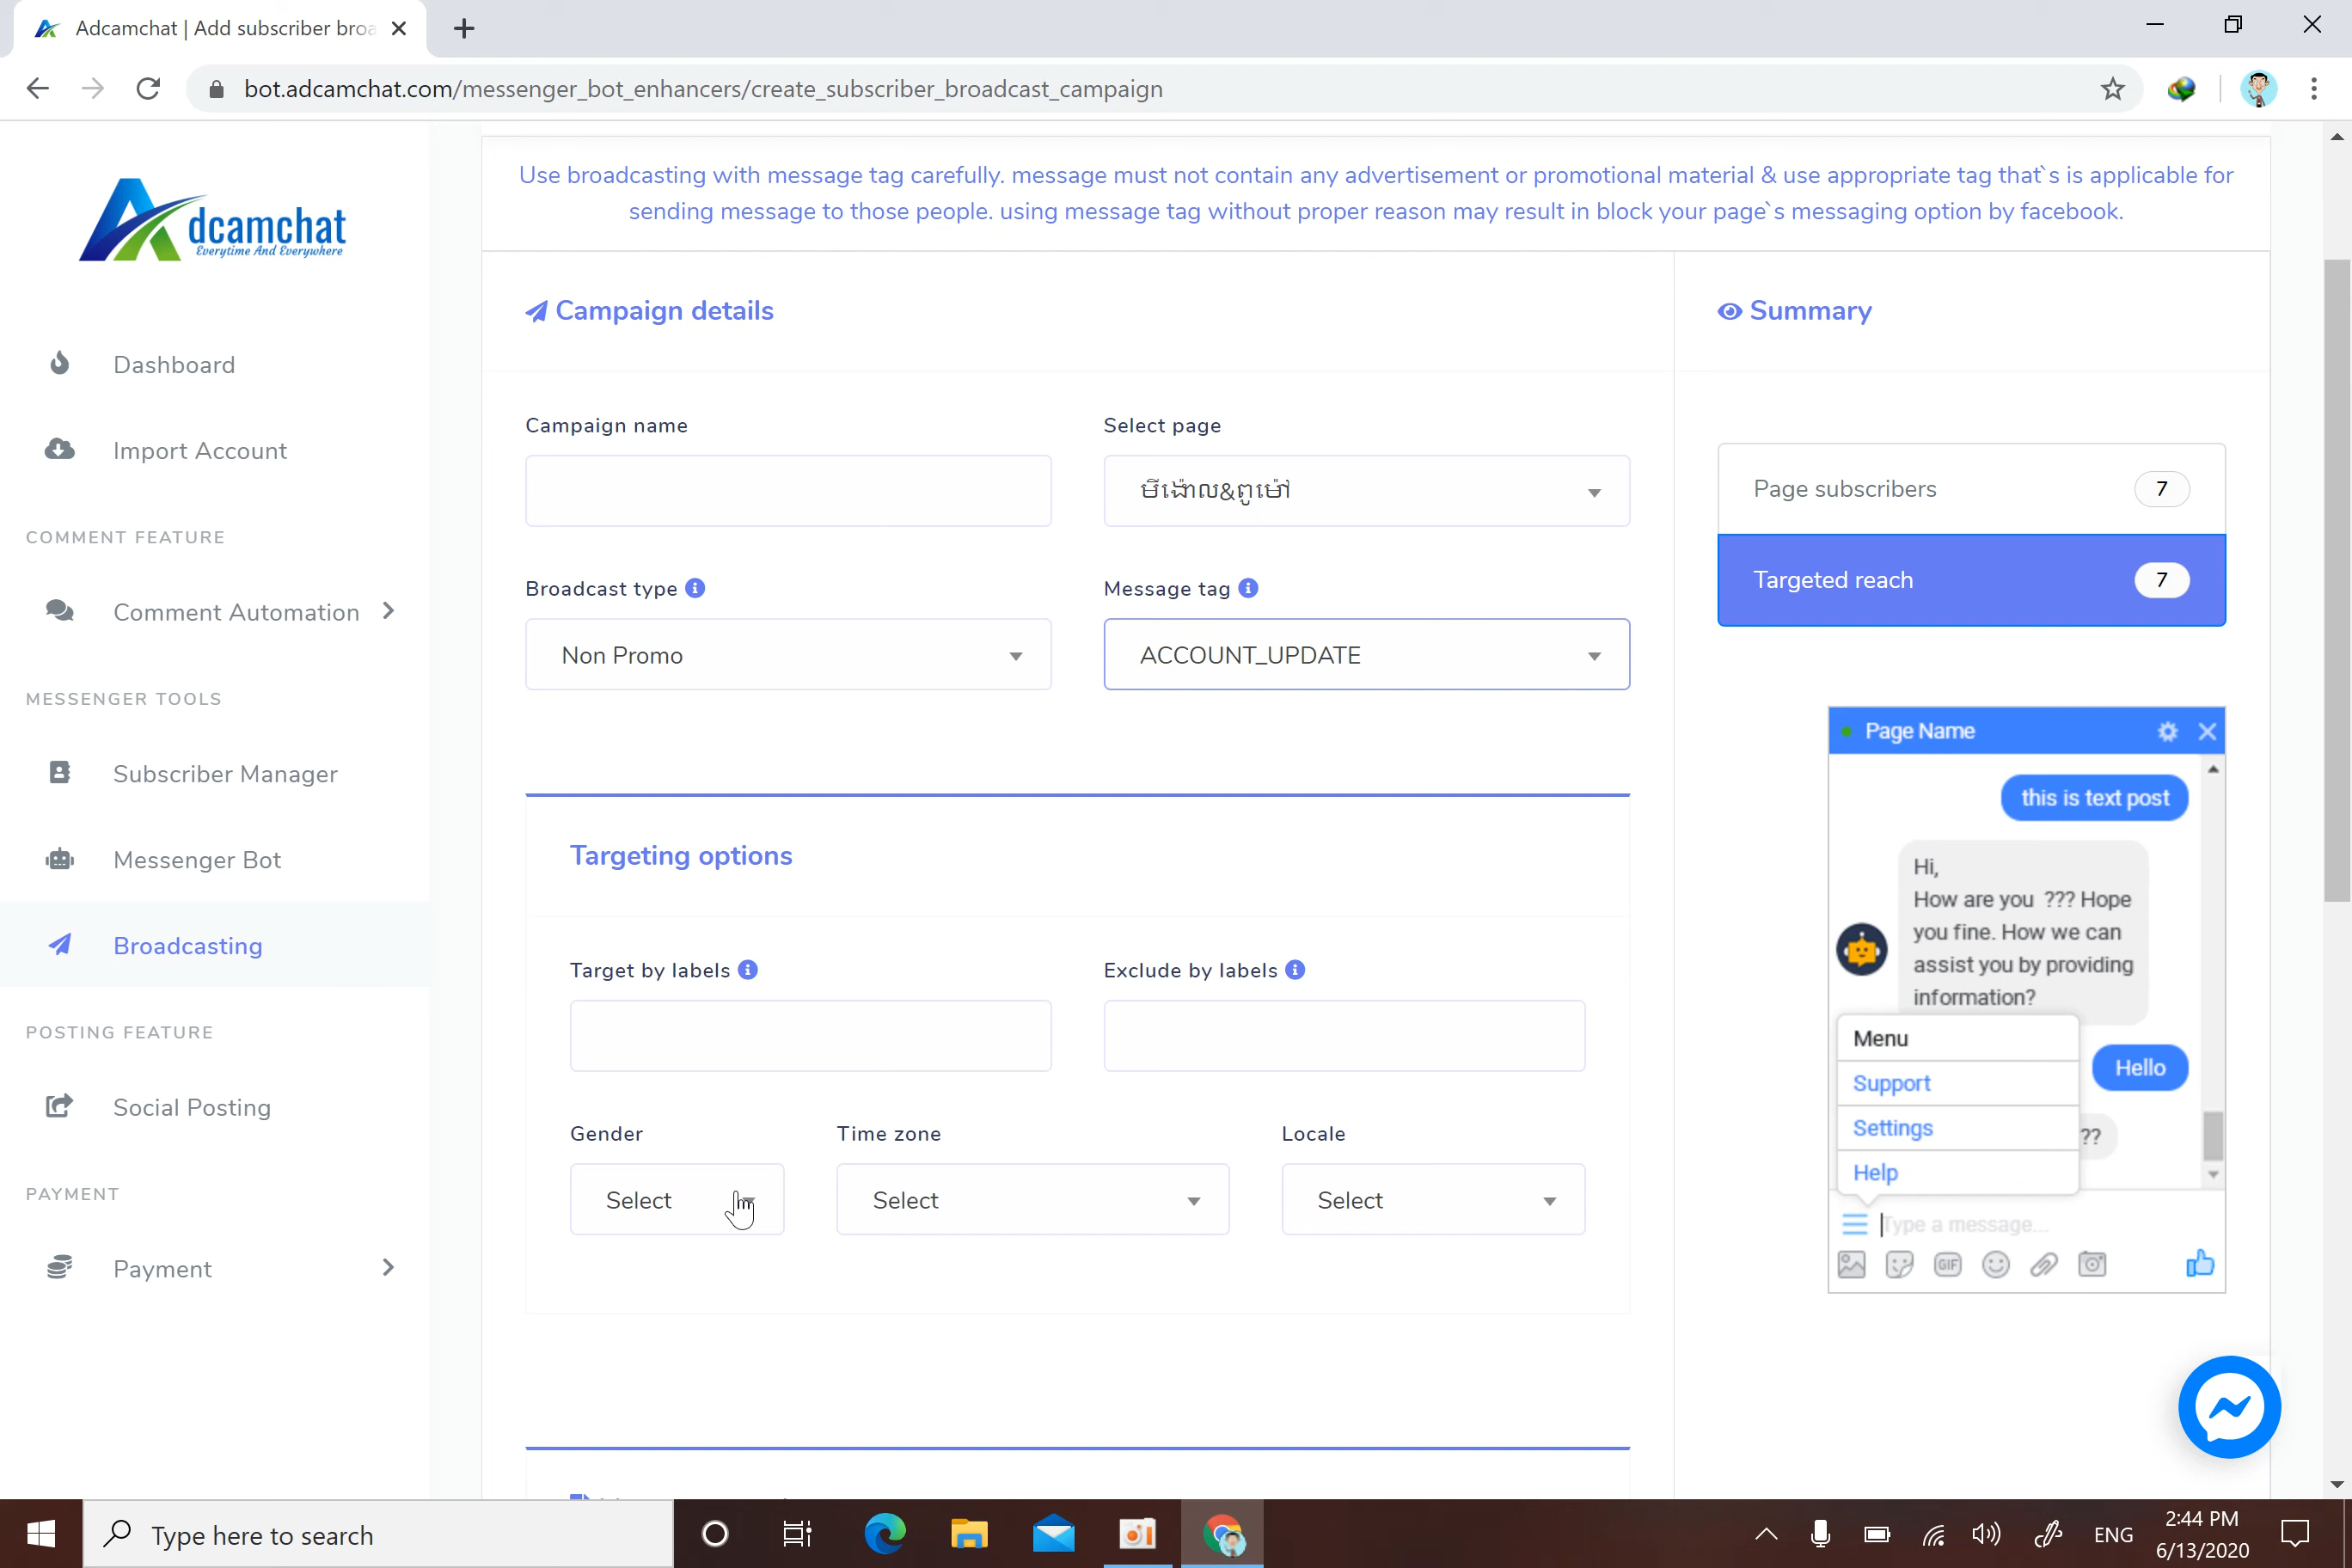 Adcamchat | Add subscriber broa
bot.adcamchat.com/messenger_bot_enhancers/create_subscriber_broadcast_campaign
Adcamchat
Everytime And Everywhere
Dashboard
Import Account
COMMENT FEATURE
Comment Automation
MESSENGER TOOLS
Subscriber Manager
Messenger Bot
Broadcasting
POSTING FEATURE
Social Posting
PAYMENT
Payment
Use broadcasting with message tag carefully. message must not contain any advertisement or promotional material & use appropriate tag that`s is applicable for
sending message to those people. using message tag without proper reason may result in block your page`s messaging option by facebook.
Campaign details
Campaign name
Select page
មីង៉ោល&ពូម៉ៅ
Broadcast type
Message tag
Non Promo
ACCOUNT_UPDATE
Targeting options
Target by labels
Exclude by labels
Gender
Time zone
Locale
Select
Select
Select
Summary
Page subscribers 7
Targeted reach 7
Page Name
this is text post
Hi,
How are you ??? Hope
you fine. How we can
assist you by providing
information?
Menu
Hello
Support
Settings
??
Help
Type a message...
GIF
Type here to search
ENG
2:44 PM
6/13/2020